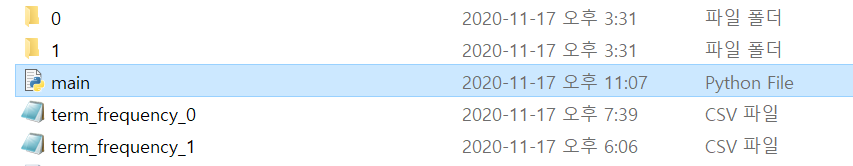 0 2020-11-17 오후 3:31 파일 폴더
1 2020-11-17 오후 3:31 파일 폴더
main 2020-11-17 오후 11:07 Python File
term_frequency_0 2020-11-17 오후 7:39 CSV 파일
term_frequency_1 2020-11-17 오후 6:06 CSV 파일